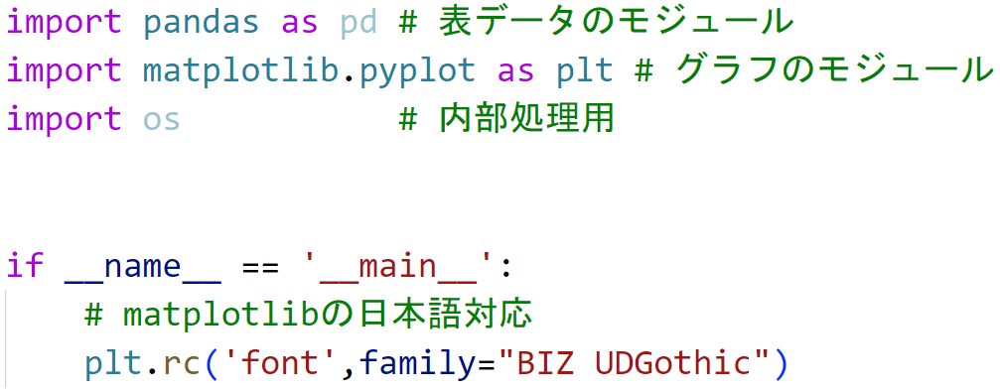 import pandas as pd # 表データのモジュール
import matplotlib.pyplot as plt # グラフのモジュール
import os # 内部処理用
if __name__ == '__main__':
# matplotlibの日本語対応
plt.rc('font',family="BIZ UDGothic")